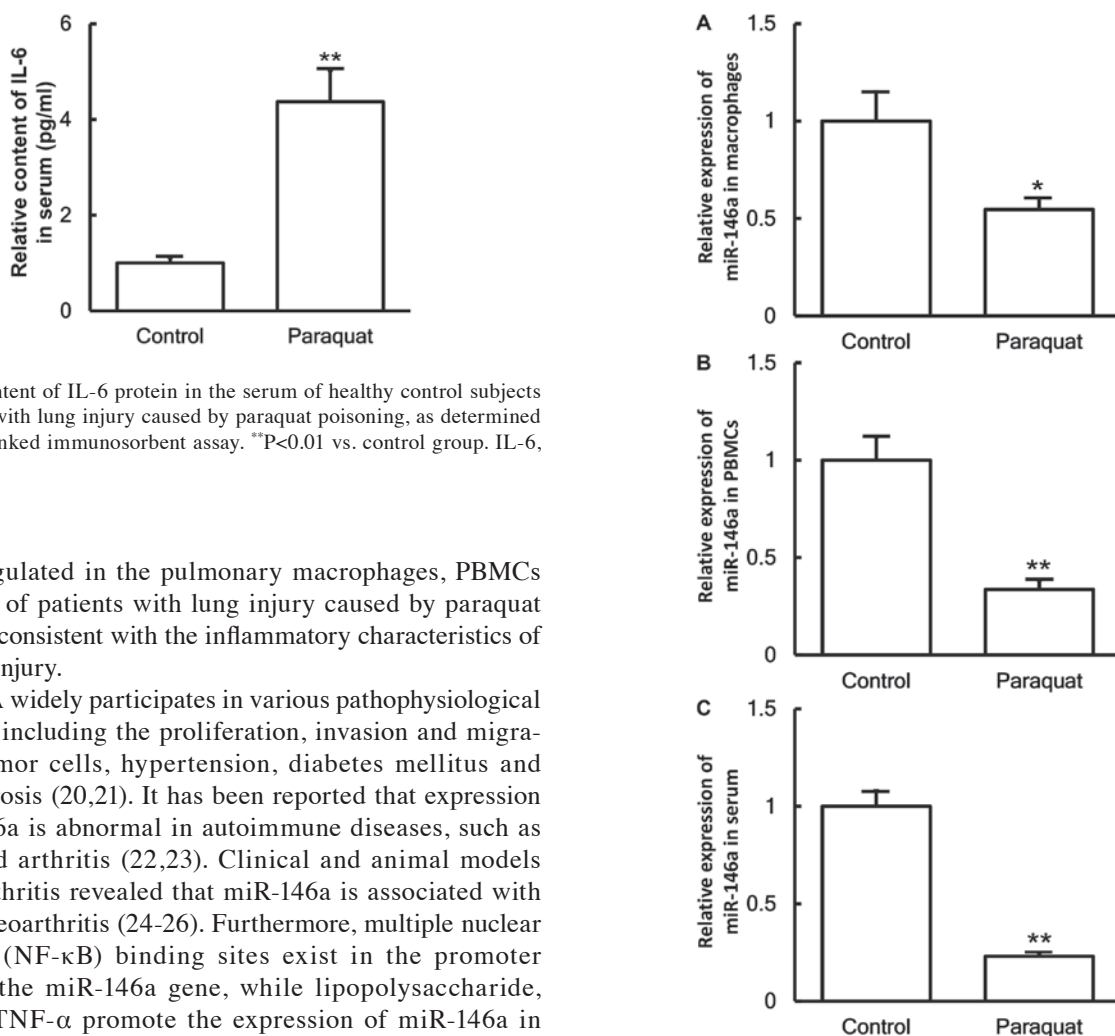 Relative content of IL-6
in serum (pg/ml)
6
4
2
0
**
Control Paraquat
tent of IL-6 protein in the serum of healthy control subjects
with lung injury caused by paraquat poisoning, as determined
nked immunosorbent assay. **P<0.01 vs. control group. IL-6,
gulated in the pulmonary macrophages, PBMCs
of patients with lung injury caused by paraquat
consistent with the inflammatory characteristics of
njury.
A widely participates in various pathophysiological
including the proliferation, invasion and migra-
mor cells, hypertension, diabetes mellitus and
osis (20,21). It has been reported that expression
6a is abnormal in autoimmune diseases, such as
d arthritis (22,23). Clinical and animal models
thritis revealed that miR-146a is associated with
eoarthritis (24-26). Furthermore, multiple nuclear
(NF-κB) binding sites exist in the promoter
the miR-146a gene, while lipopolysaccharide,
TNF-α promote the expression of miR-146a in
A
Relative expression of
miR-146a in macrophages
1.5
1
0.5
0
*
Control Paraquat
B
Relative expression of
miR-146a in PBMCs
1.5
1
0.5
0
**
Control Paraquat
C
Relative expression of
miR-146a in serum
1.5
1
0.5
0
**
Control Paraquat